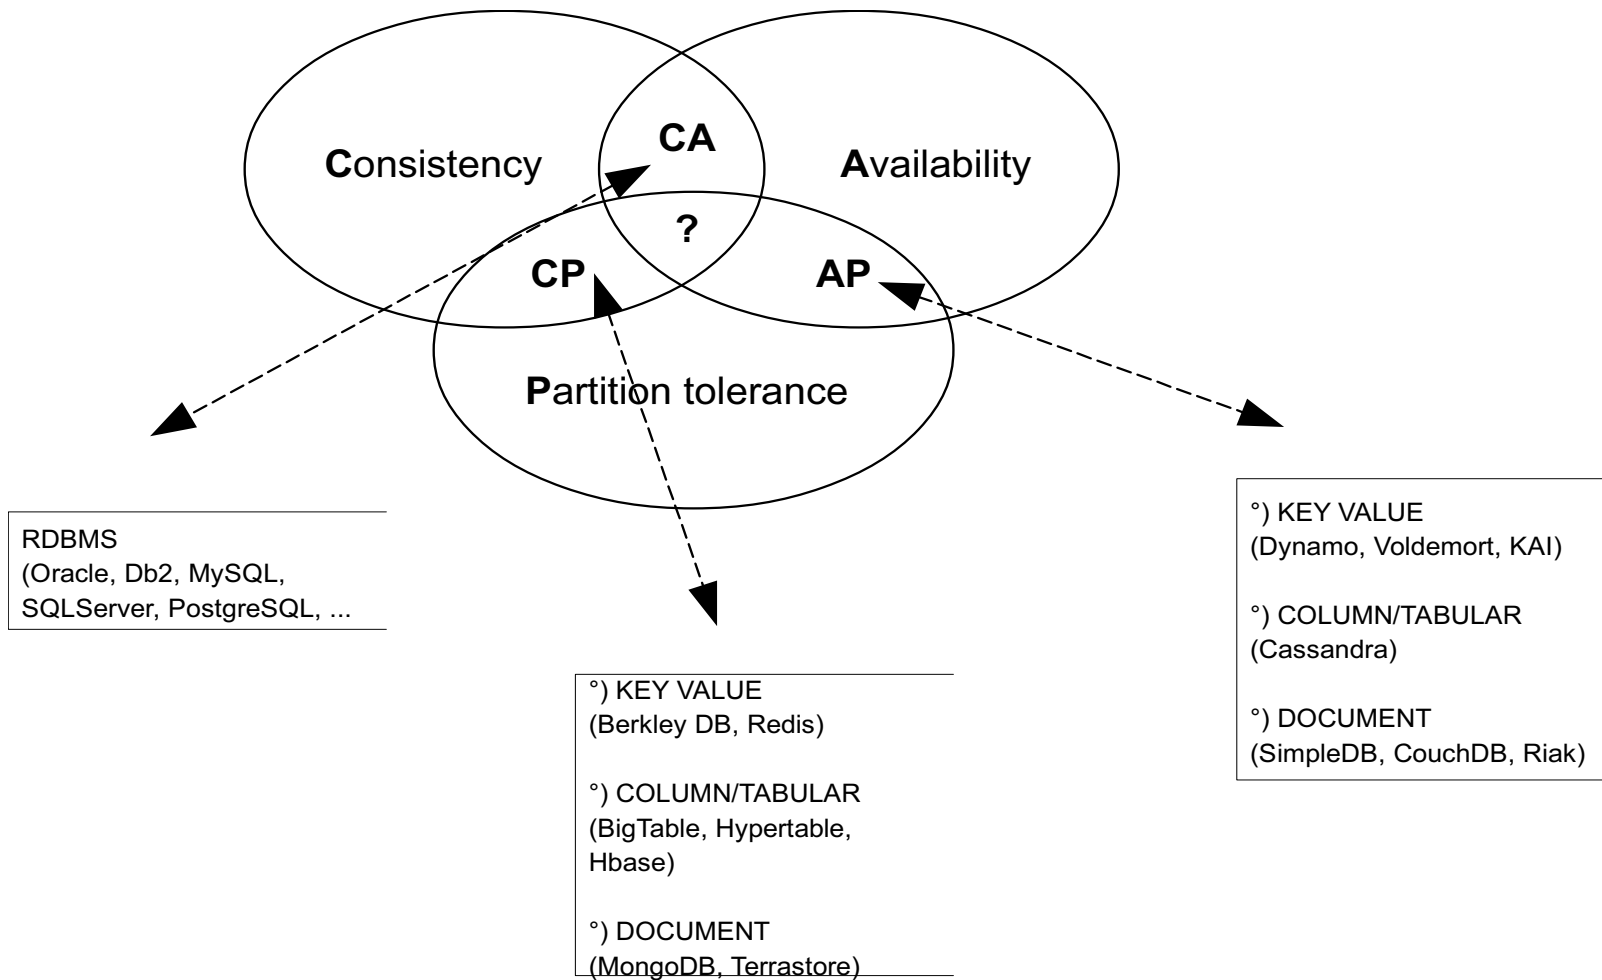 CA
Consistency
Availability
?
CP
AP
Partition tolerance
RDBMS
(Oracle, Db2, MySQL,
SQLServer, PostgreSQL, ...
°) KEY VALUE
(Berkley DB, Redis)
°) COLUMN/TABULAR
(BigTable, Hypertable,
Hbase)
°) DOCUMENT
(MongoDB, Terrastore)
°) KEY VALUE
(Dynamo, Voldemort, KAI)
°) COLUMN/TABULAR
(Cassandra)
°) DOCUMENT
(SimpleDB, CouchDB, Riak)